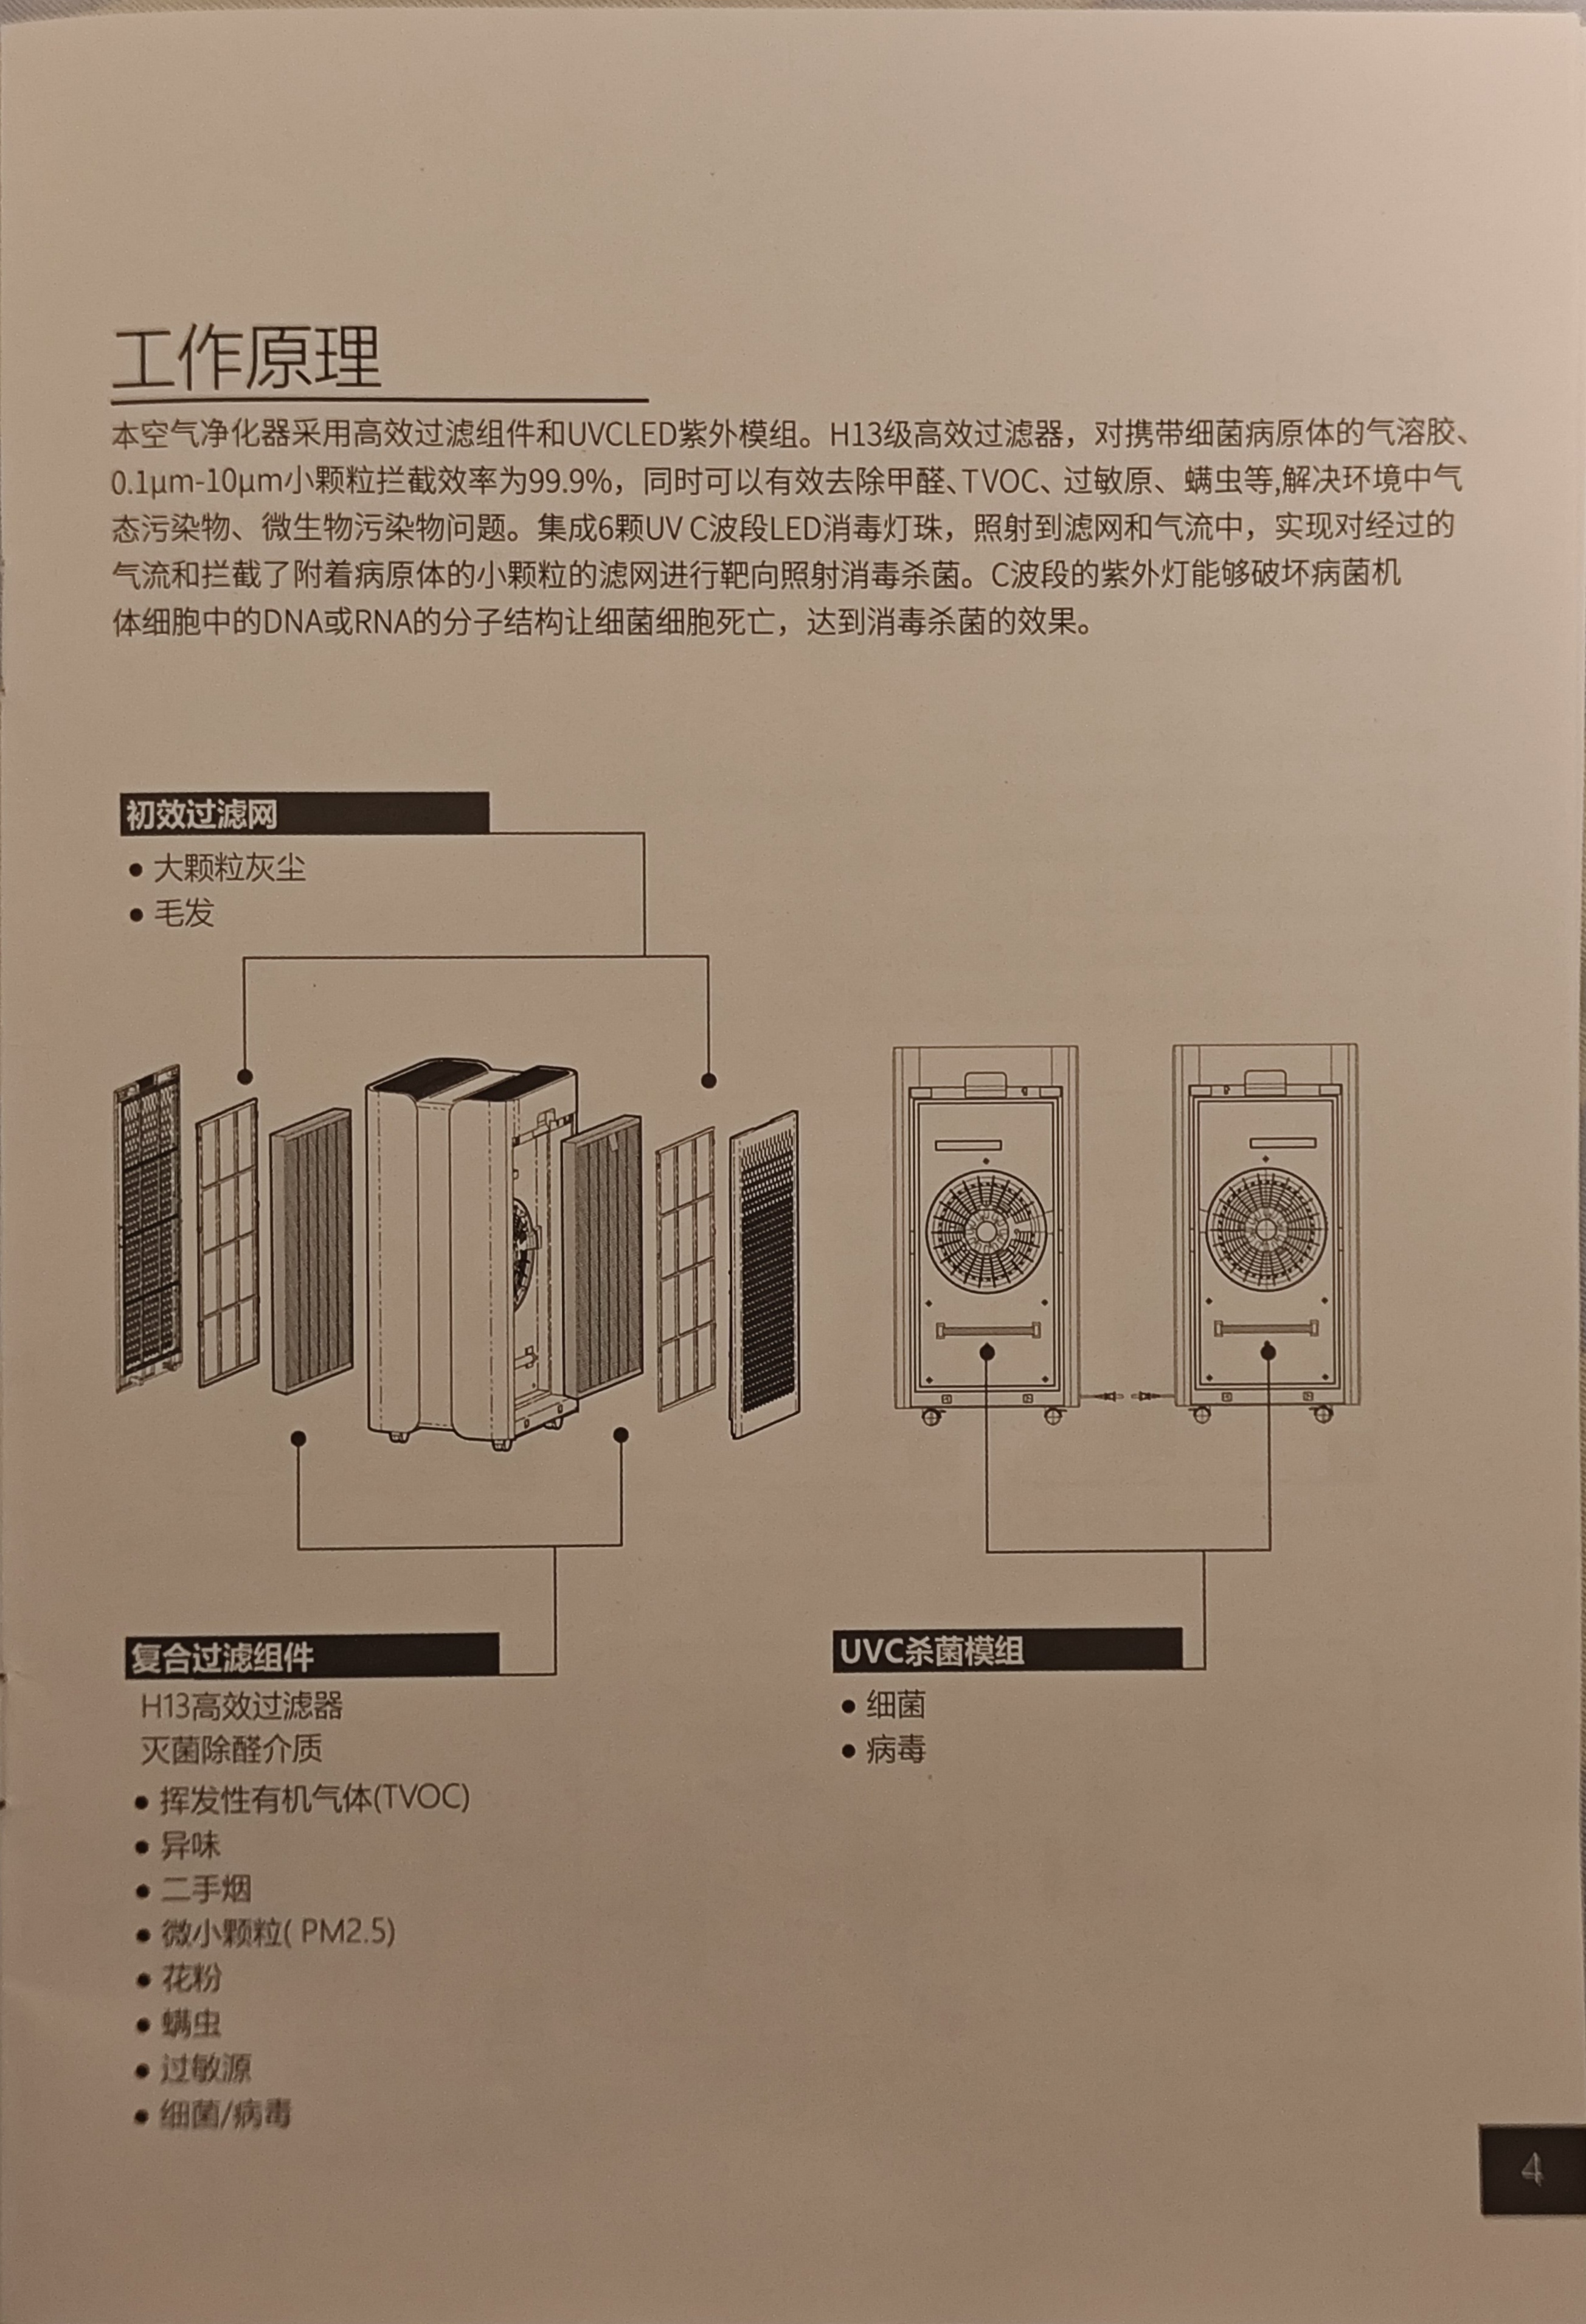 工作原理
本空气净化器采用高效过滤组件和UVCLED紫外模组。H13级高效过滤器，对携带细菌病原体的气溶胶、
0.1μm-10μm小颗粒拦截效率为99.9%，同时可以有效去除甲醛、TVOC、过敏原、螨虫等,解决环境中气
态污染物、微生物污染物问题。集成6颗UV C波段LED消毒灯珠，照射到滤网和气流中，实现对经过的
气流和拦截了附着病原体的小颗粒的滤网进行靶向照射消毒杀菌。C波段的紫外灯能够破坏病菌机
体细胞中的DNA或RNA的分子结构让细菌细胞死亡，达到消毒杀菌的效果。
初效过滤网
● 大颗粒灰尘
● 毛发
复合过滤组件
H13高效过滤器
灭菌除醛介质
● 挥发性有机气体(TVOC)
● 异味
● 二手烟
● 微小颗粒( PM2.5)
● 花粉
● 螨虫
● 过敏源
● 细菌/病毒
UVC杀菌模组
● 细菌
● 病毒
4